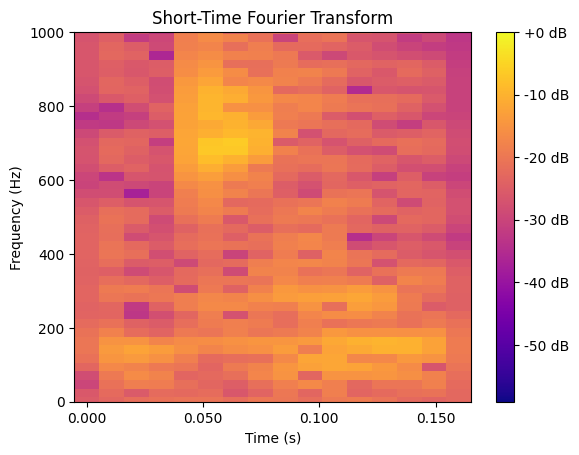 Short-Time Fourier Transform
1000
800
600
400
200
0
Frequency (Hz)
0.000
0.050
0.100
0.150
Time (s)
+0 dB
-10 dB
-20 dB
-30 dB
-40 dB
-50 dB